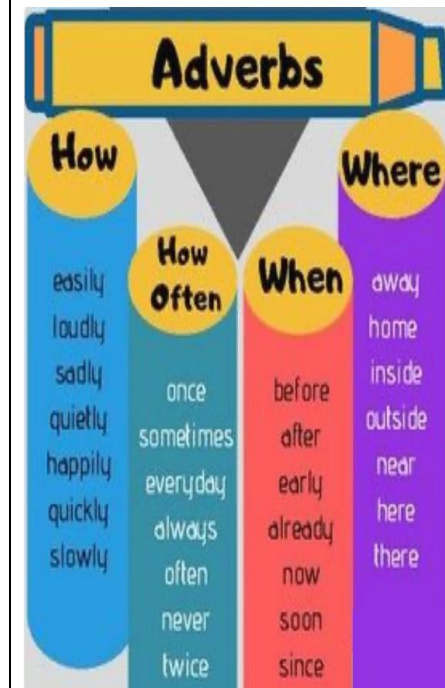 Adverbs
How
easily
loudly
sadly
quietly
happily
quickly
slowly
How
Often
once
sometimes
everyday
always
often
never
twice
When
before
after
early
already
now
soon
since
Where
away
home
inside
outside
near
here
there